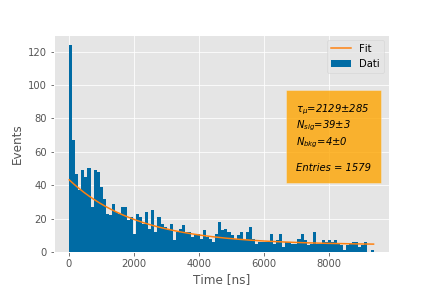 Fit
Dati
τμ=2129±285
Nsig=39±3
Nbkg=4±0
Entries = 1579
Events
120
100
80
60
40
20
0
0 2000 4000 6000 8000
Time [ns]